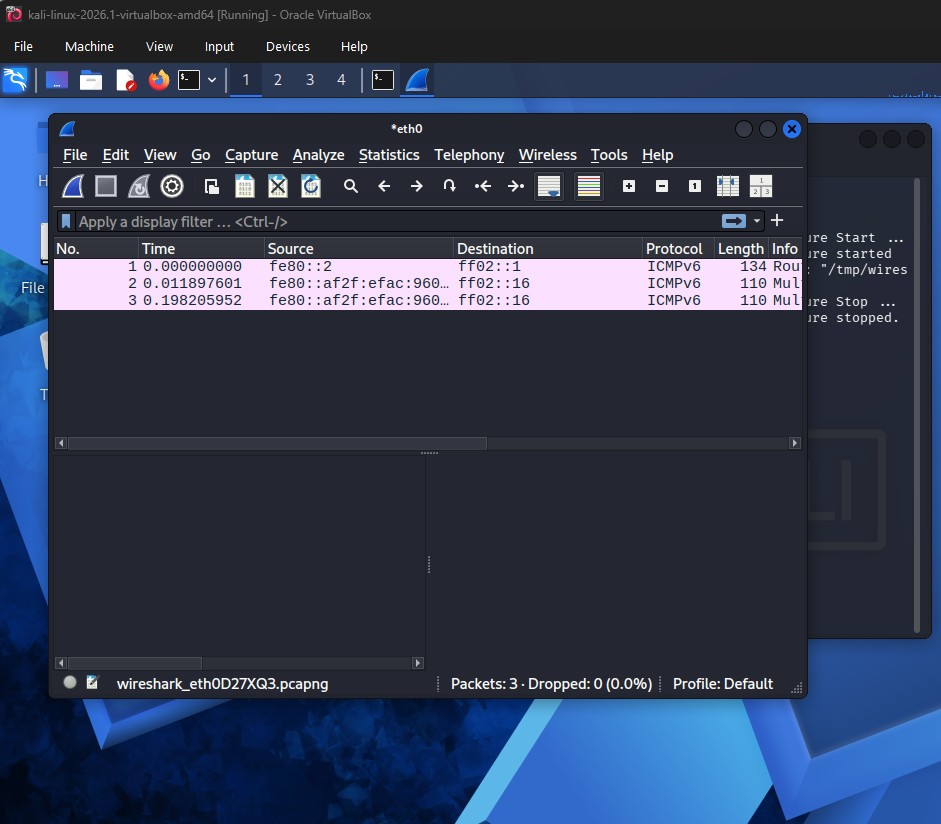 kali-linux-2026.1-virtualbox-amd64 [Running] - Oracle VirtualBox
File Machine View Input Devices Help
1 2 3 4
*eth0
File Edit View Go Capture Analyze Statistics Telephony Wireless Tools Help
Apply a display filter ... <Ctrl-/>
No. Time Source Destination Protocol Length Info
1 0.000000000 fe80::2 ff02::1 ICMPv6 134 Rou
2 0.011897601 fe80::af2f:efac:960… ff02::16 ICMPv6 110 Mul
3 0.198205952 fe80::af2f:efac:960… ff02::16 ICMPv6 110 Mul
ure Start ...
ure started
: "/tmp/wires
ure Stop ...
ure stopped.
H
File
T
wireshark_eth0D27XQ3.pcapng Packets: 3 · Dropped: 0 (0.0%) Profile: Default